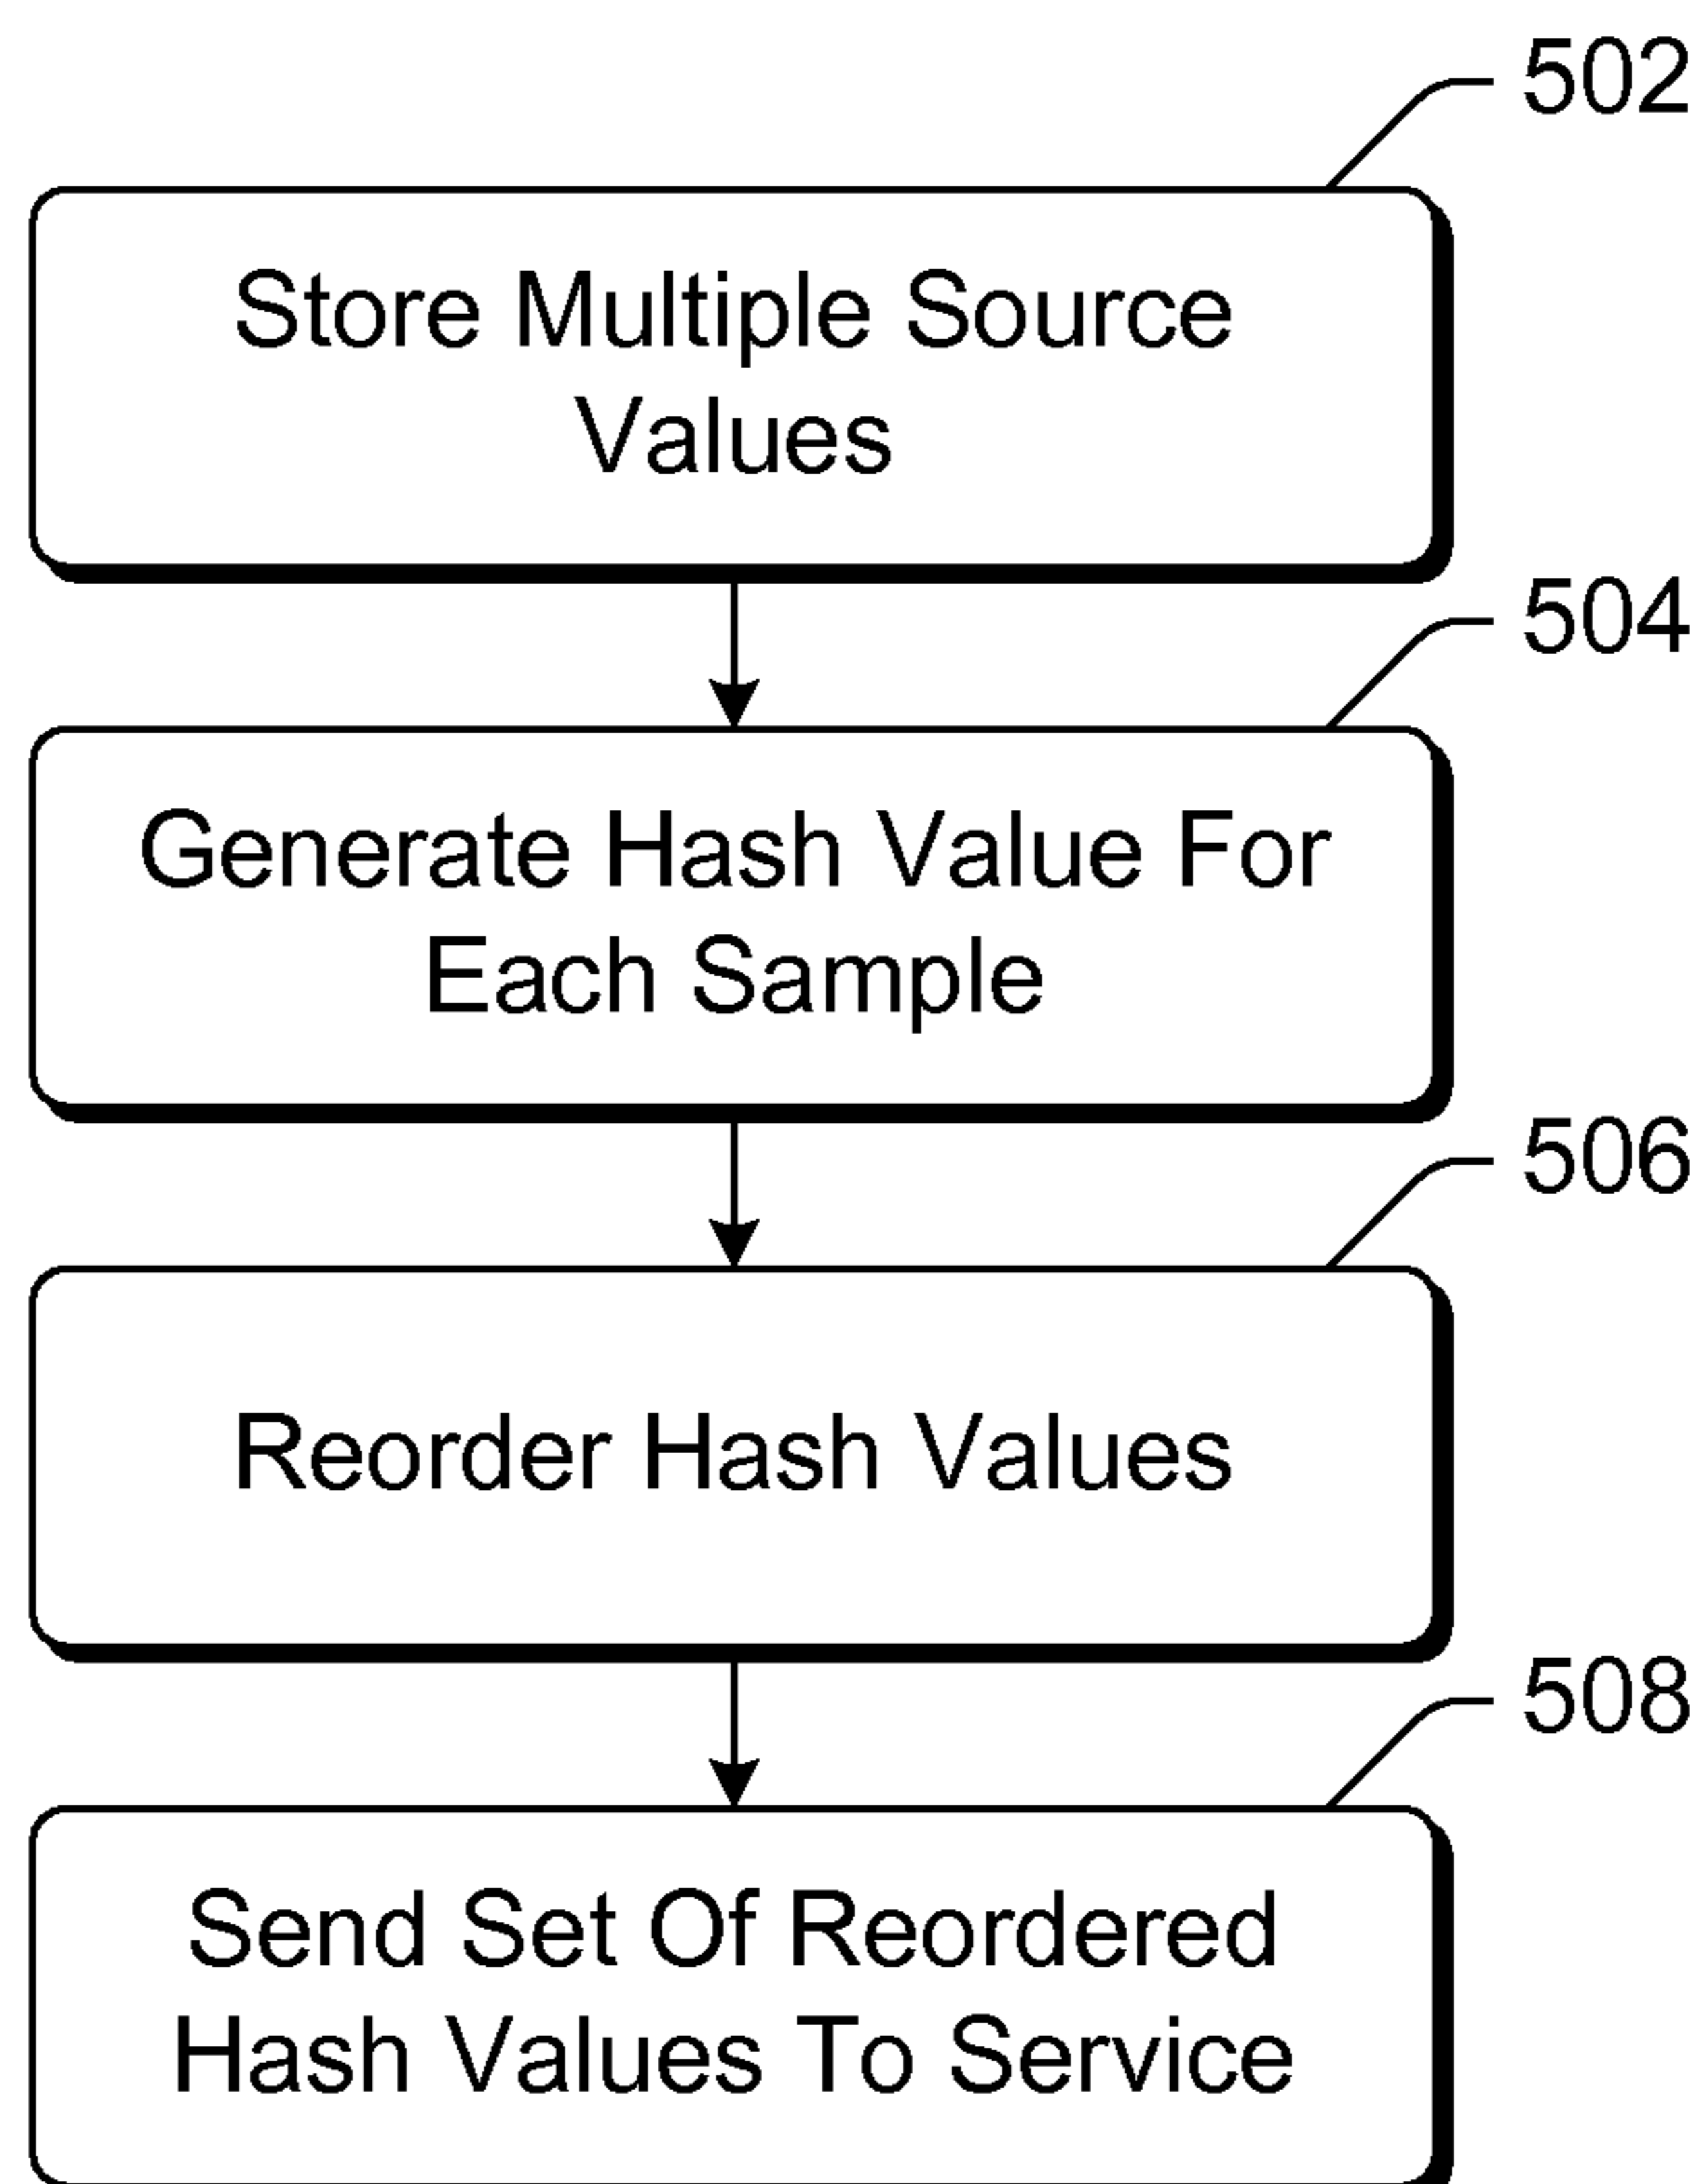 502
Store Multiple Source
Values
504
Generate Hash Value For
Each Sample
506
Reorder Hash Values
508
Send Set Of Reordered
Hash Values To Service